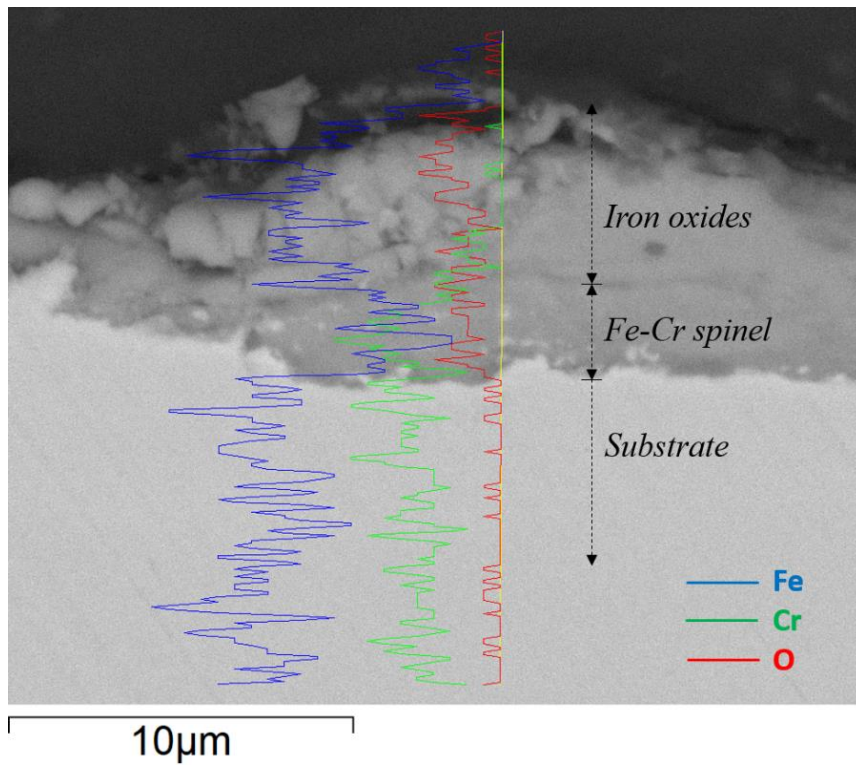 Iron oxides
Fe-Cr spinel
Substrate
Fe
Cr
O
10μm